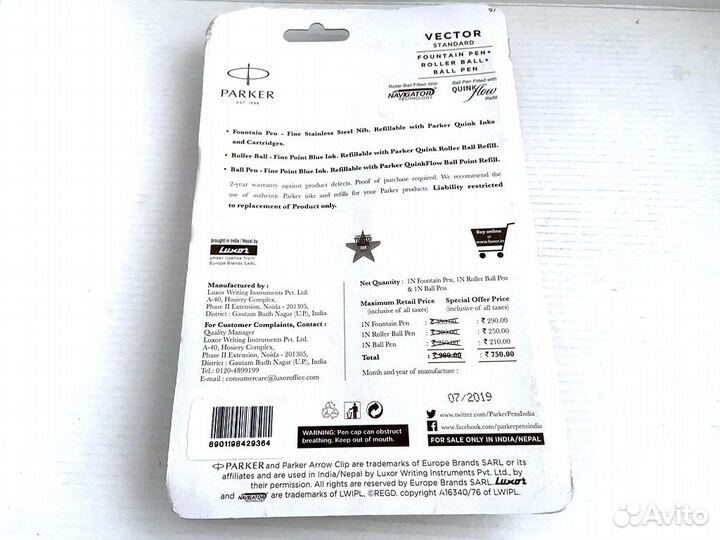 97
VECTOR
STANDARD
FOUNTAIN PEN+
ROLLER BALL+
BALL PEN
PARKER
EST. 1888
Roller Ball Fitted With
NAVIGATOR
TECHNOLOGY
Ball Pen Fitted with
QUINK flow
Refill
• Fountain Pen - Fine Stainless Steel Nib. Refillable with Parker Quink Inks
and Cartridges.
• Roller Ball - Fine Point Blue Ink. Refillable with Parker Quink Roller Ball Refill.
• Ball Pen - Fine Point Blue Ink. Refillable with Parker QuinkFlow Ball Point Refill.
2-year warranty against product defects. Proof of purchase required. We recommend the
use of authentic Parker inks and refills for your Parker products. Liability restricted
to replacement of Product only.
brought in India / Nepal by
Luxor
under licence from
Europe Brands SARL.
Buy online
@
www.luxor.in
Manufactured by :
Luxor Writing Instruments Pvt. Ltd.
A-40, Hosiery Complex,
Phase II Extension, Noida - 201305,
District : Gautam Budh Nagar (U.P.), India
For Customer Complaints, Contact :
Quality Manager
Luxor Writing Instruments Pvt. Ltd.
A-40, Hosiery Complex,
Phase II Extension, Noida - 201305,
District : Gautam Budh Nagar (U.P.), India
Tel.: 0120-4899199
E-mail : consumercare@luxoroffice.com
Net Quantity : 1N Fountain Pen, 1N Roller Ball Pen
& 1N Ball Pen
Maximum Retail Price Special Offer Price
(inclusive of all taxes) (inclusive of all taxes)
1N Fountain Pen : ₹ 350.00 : ₹ 290.00
1N Roller Ball Pen : ₹ 300.00 : ₹ 250.00
1N Ball Pen : ₹ 250.00 : ₹ 210.00
Total : ₹ 900.00 : ₹ 750.00
Month and year of manufacture :
07/2019
8901198429364
WARNING: Pen cap can obstruct
breathing. Keep out of mouth.
www.twitter.com/ParkerPensIndia
www.facebook.com/parkerpensindia
FOR SALE ONLY IN INDIA/NEPAL
PARKER and Parker Arrow Clip are trademarks of Europe Brands SARL or its
affiliates and are used in India/Nepal by Luxor Writing Instruments Pvt. Ltd., by
their permission. All rights are reserved by Europe Brands SARL. Luxor
and NAVIGATOR TECHNOLOGY are trademarks of LWIPL, ©REGD. copyright A16340/76 of LWIPL.
Avito